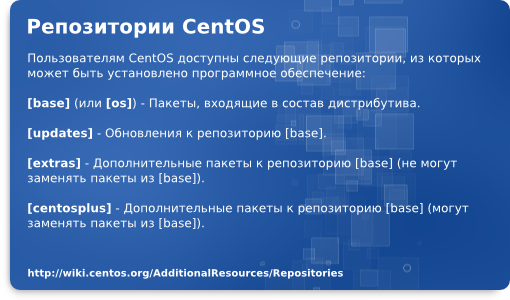 Репозитории CentOS
Пользователям CentOS доступны следующие репозитории, из которых
может быть установлено программное обеспечение:
[base] (или [os]) - Пакеты, входящие в состав дистрибутива.
[updates] - Обновления к репозиторию [base].
[extras] - Дополнительные пакеты к репозиторию [base] (не могут
заменять пакеты из [base]).
[centosplus] - Дополнительные пакеты к репозиторию [base] (могут
заменять пакеты из [base]).
http://wiki.centos.org/AdditionalResources/Repositories